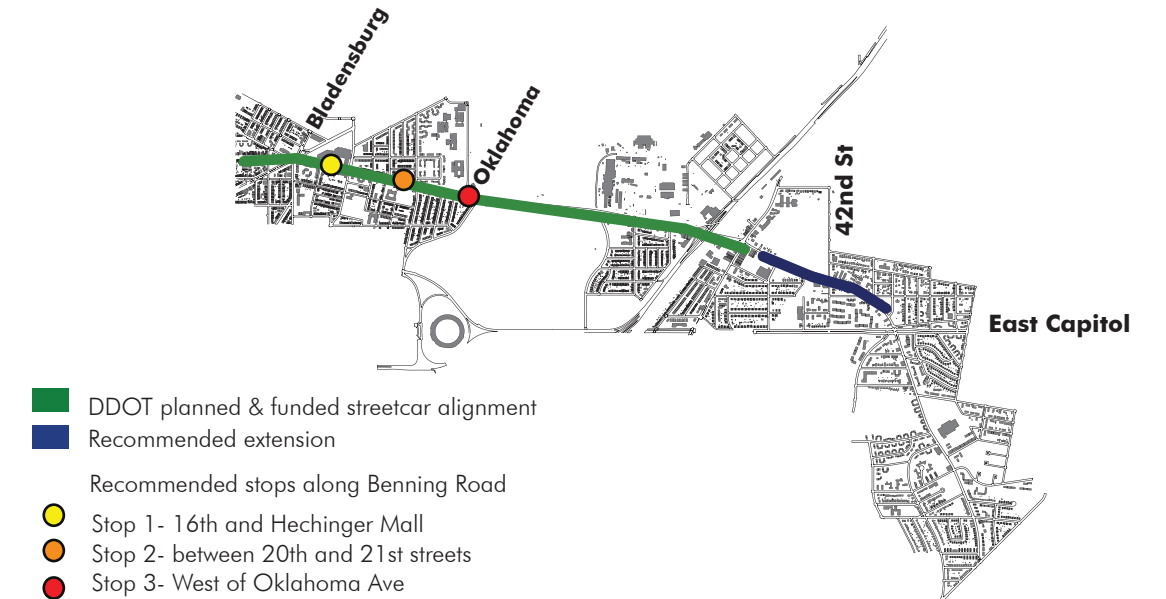 Bladensburg
Oklahoma
42nd St
East Capitol
DDOT planned & funded streetcar alignment
Recommended extension
Recommended stops along Benning Road
Stop 1- 16th and Hechinger Mall
Stop 2- between 20th and 21st streets
Stop 3- West of Oklahoma Ave